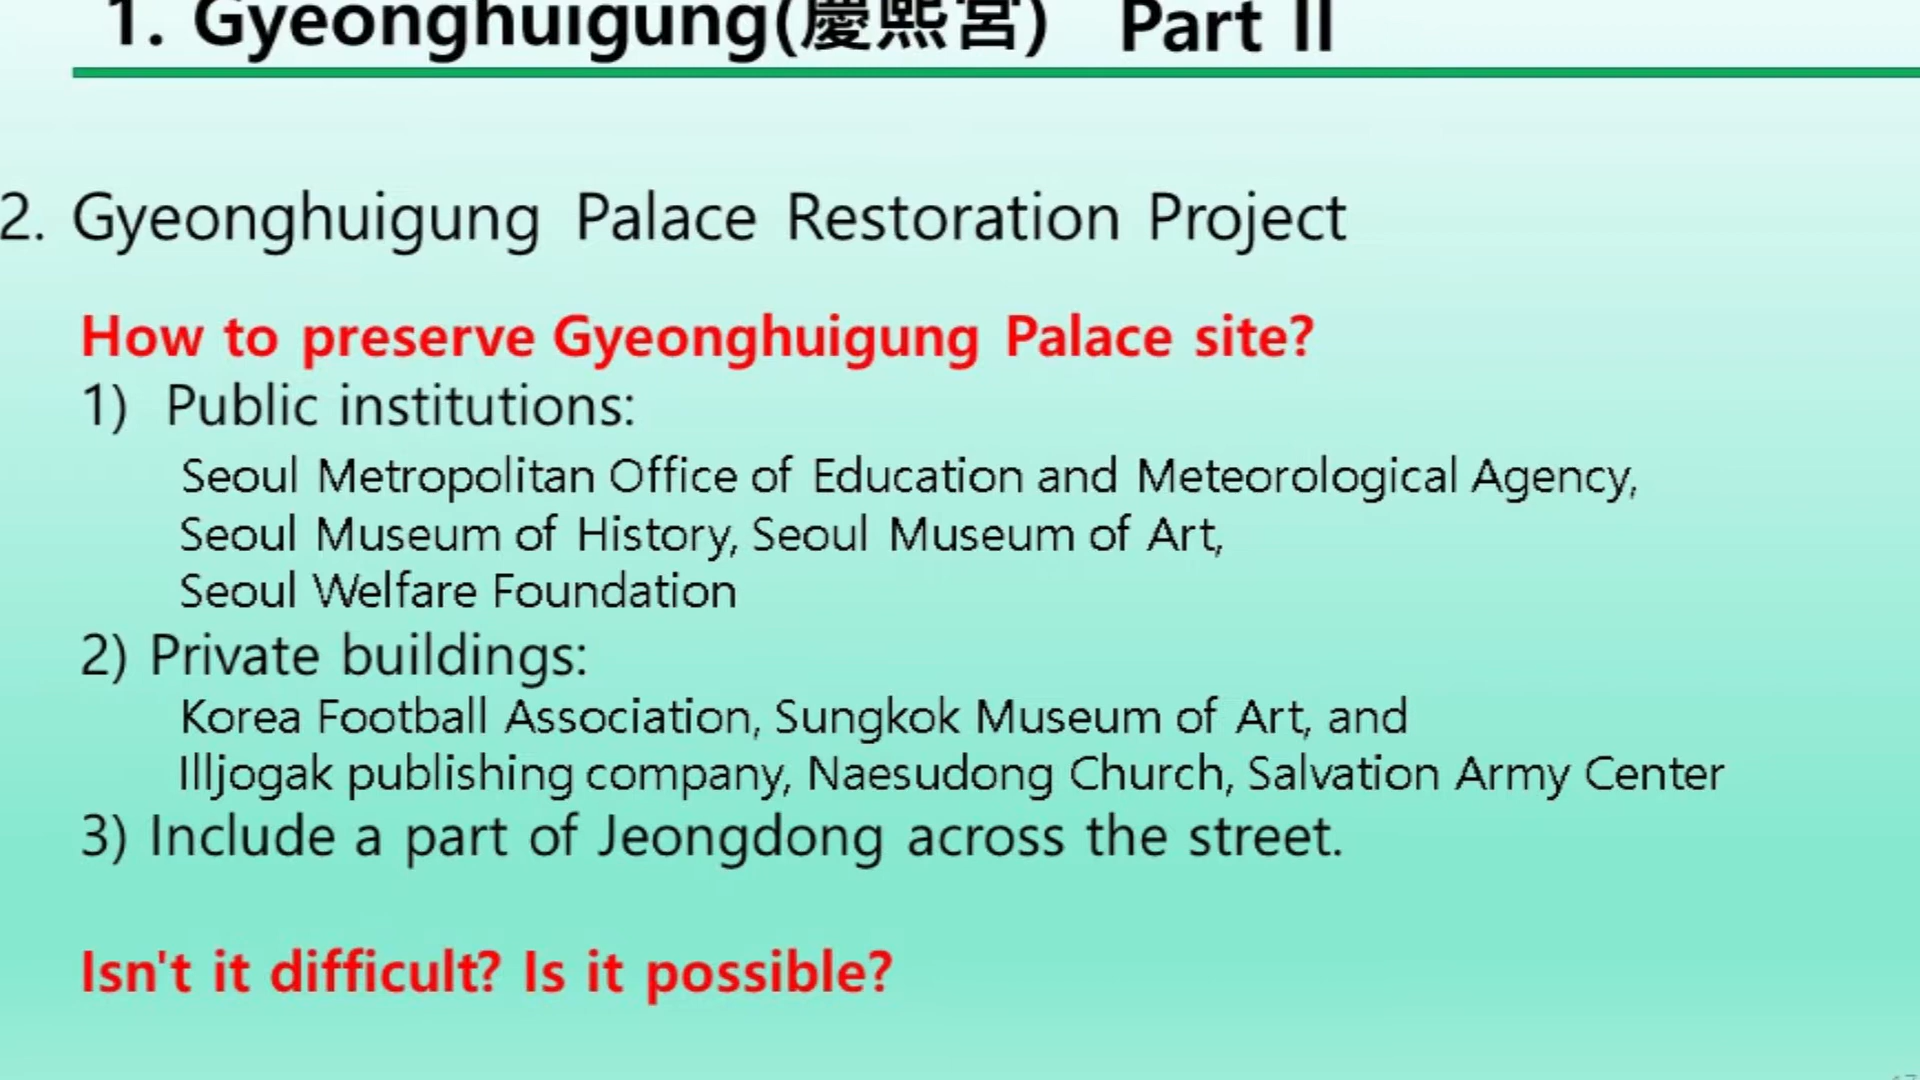 1. Gyeonghuigung(慶熙宮) Part II
2. Gyeonghuigung Palace Restoration Project
How to preserve Gyeonghuigung Palace site?
1) Public institutions:
Seoul Metropolitan Office of Education and Meteorological Agency,
Seoul Museum of History, Seoul Museum of Art,
Seoul Welfare Foundation
2) Private buildings:
Korea Football Association, Sungkok Museum of Art, and
Illjogak publishing company, Naesudong Church, Salvation Army Center
3) Include a part of Jeongdong across the street.
Isn't it difficult? Is it possible?